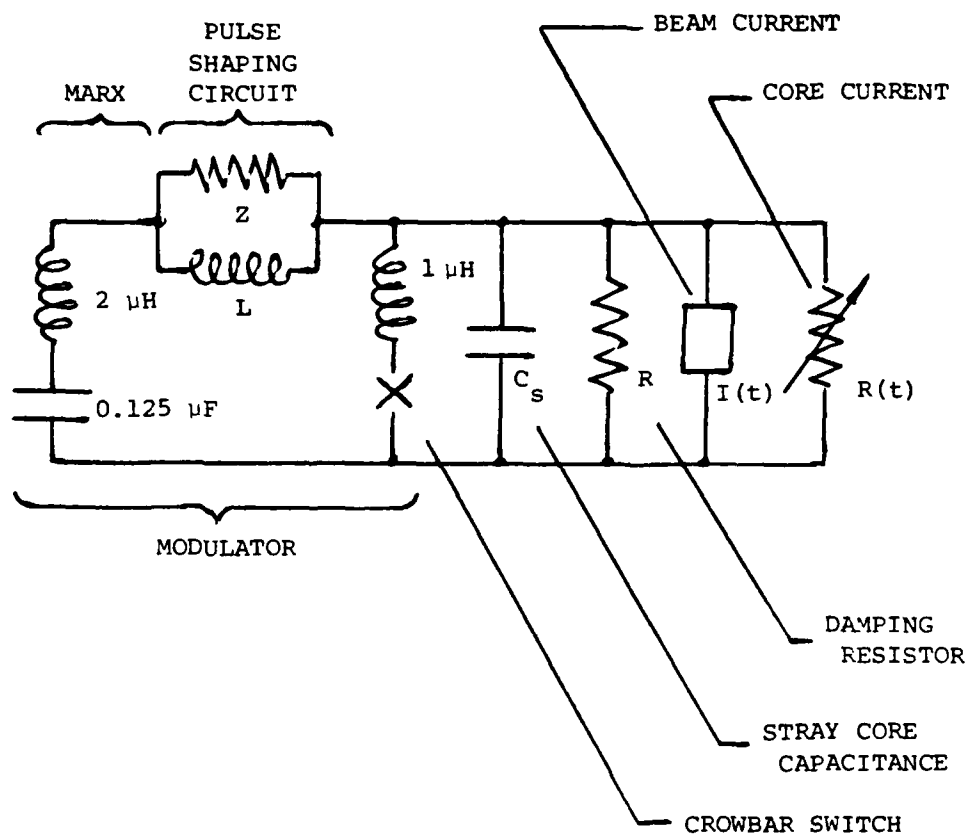 PULSE
SHAPING
CIRCUIT
MARX
BEAM CURRENT
CORE CURRENT
Z
L
2 µH
1 µH
0.125 µF
C_s
R
I(t)
R(t)
MODULATOR
DAMPING
RESISTOR
STRAY CORE
CAPACITANCE
CROWBAR SWITCH